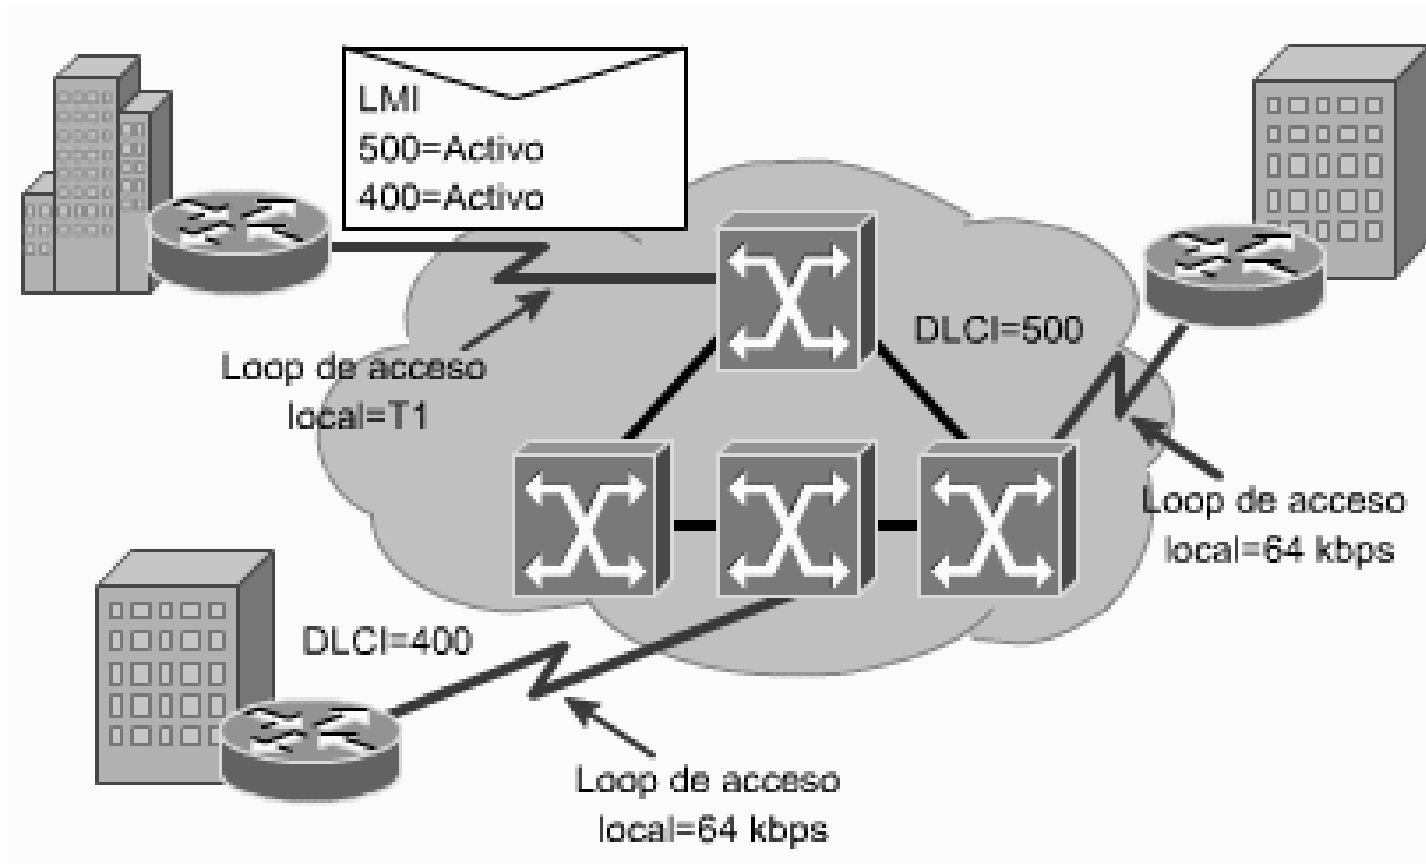 LMI
500=Activo
400=Activo
DLCI=500
Loop de acceso
local=T1
Loop de acceso
local=64 kbps
DLCI=400
Loop de acceso
local=64 kbps